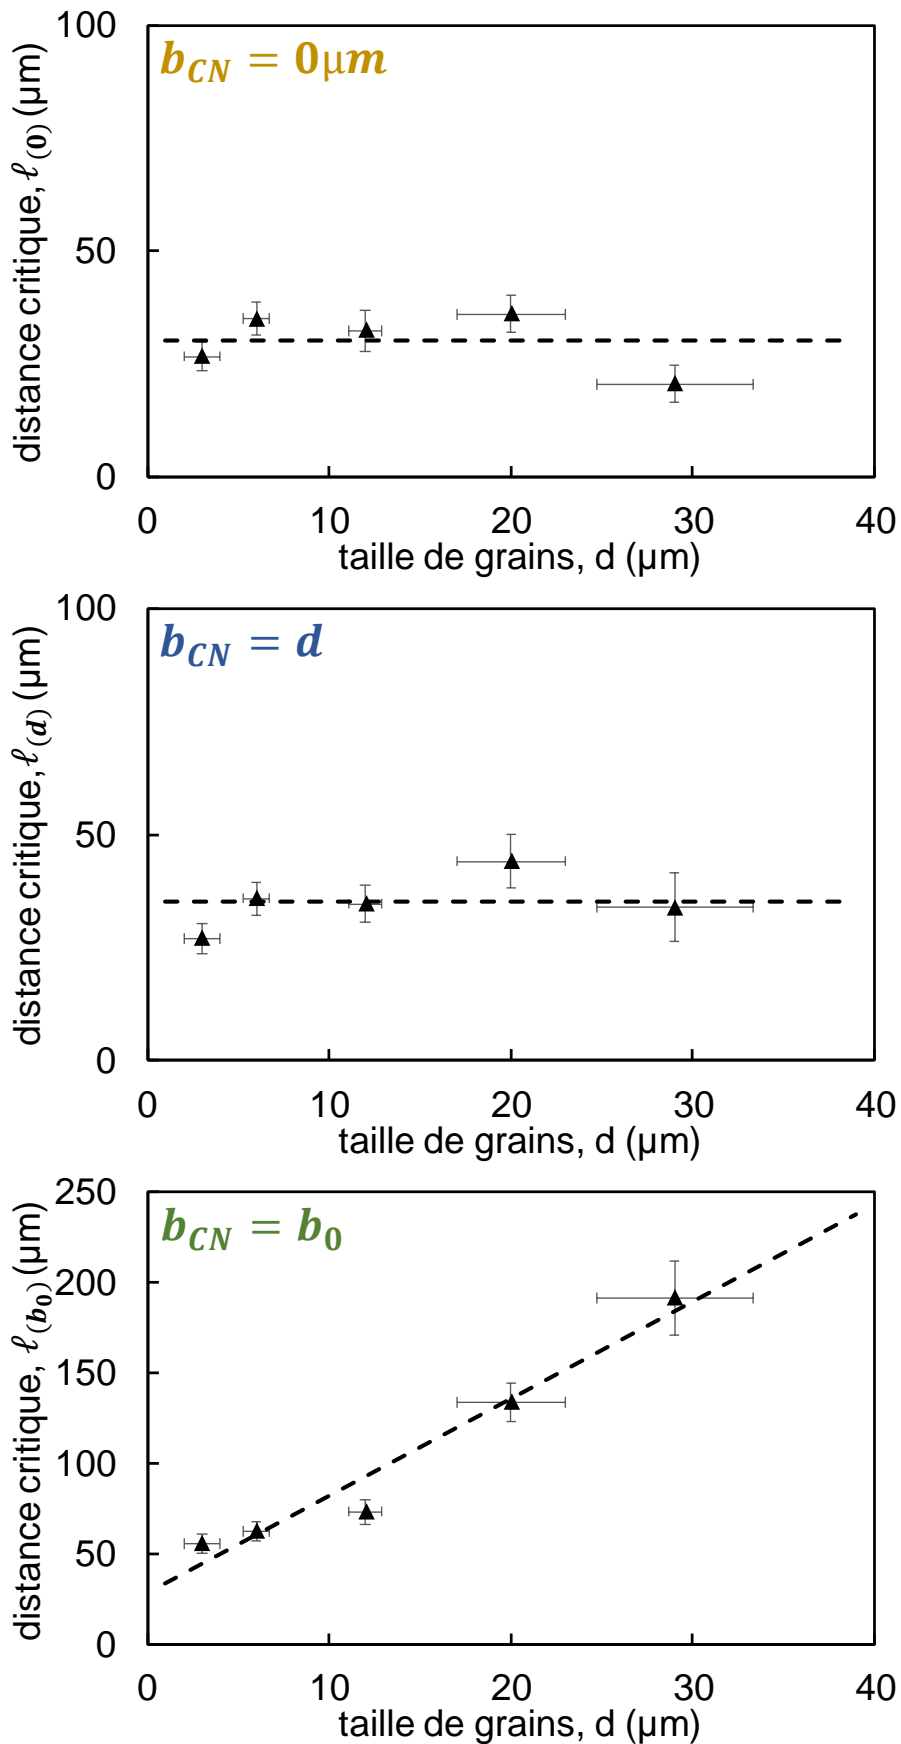 100
b_CN = 0μm
50
0
0 10 20 30 40
distance critique, ℓ_(0) (μm)
taille de grains, d (μm)
100
b_CN = d
50
0
0 10 20 30 40
distance critique, ℓ_(d) (μm)
taille de grains, d (μm)
250
b_CN = b_0
200
150
100
50
0
0 10 20 30 40
distance critique, ℓ_(b_0) (μm)
taille de grains, d (μm)